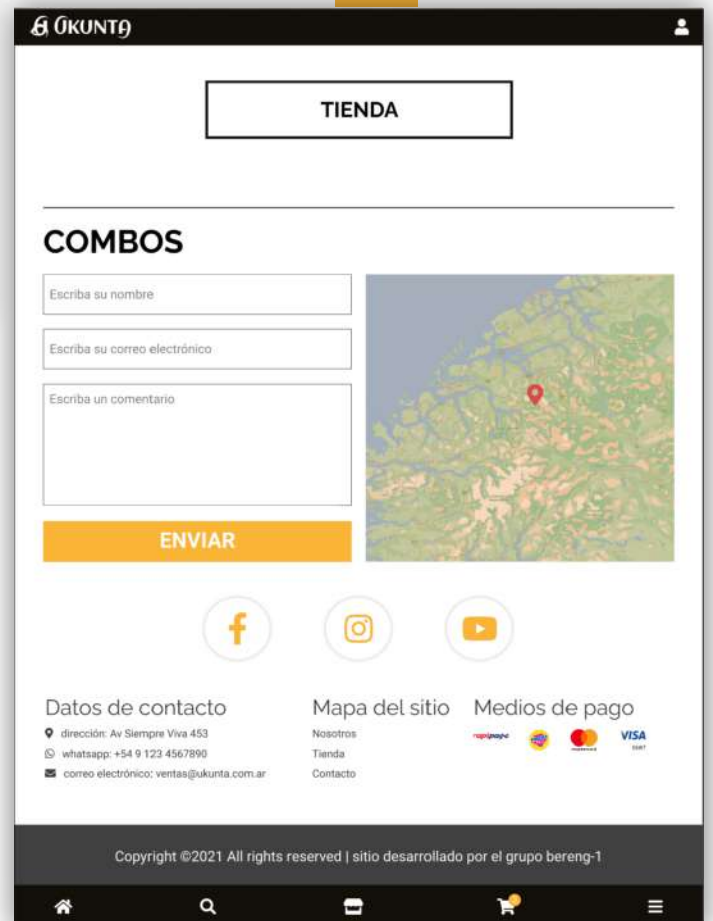 ÜKUNTA
TIENDA
COMBOS
Escriba su nombre
Escriba su correo electrónico
Escriba un comentario
ENVIAR
Datos de contacto
dirección: Av Siempre Viva 453
whatsapp: +54 9 123 4567890
correo electrónico: ventas@ukunta.com.ar
Mapa del sitio
Nosotros
Tienda
Contacto
Medios de pago
rapipago
VISA
Copyright ©2021 All rights reserved | sitio desarrollado por el grupo bereng-1